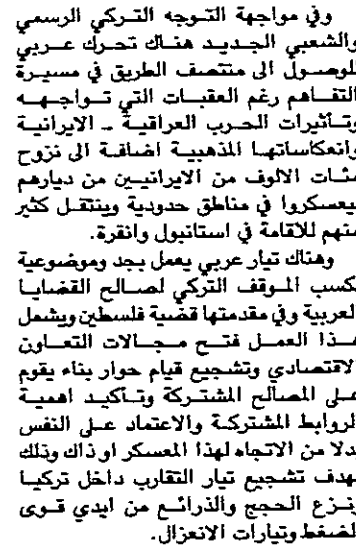 وفي مواجهة التوجه التركي الرسمي
والشعبي الجديد هناك تحرك عربي
للوصول الى منتصف الطريق في مسيرة
التفاهم رغم العقبات التي تواجهه
وتأثيرات الحرب العراقية ـ الايرانية
وانعكاساتها المذهبية اضافة الى نزوح
مئات الالوف من الايرانيين من ديارهم
ليعسكروا في مناطق حدودية وينتقل كثير
منهم للاقامة في استانبول وانقرة.
وهناك تيار عربي يعمل بجد وموضوعية
لكسب الموقف التركي لصالح القضايا
العربية وفي مقدمتها قضية فلسطين ويشمل
هذا العمل فتح مجالات التعاون
الاقتصادي وتشجيع قيام حوار بناء يقوم
على المصالح المشتركة وتأكيد اهمية
الروابط المشتركة والاعتماد على النفس
بدلا من الاتجاه لهذا المعسكر او ذاك وذلك
بهدف تشجيع تيار التقارب داخل تركيا
ونزع الحجج والذرائع من ايدي قوى
الضغط وتيارات الانعزال.